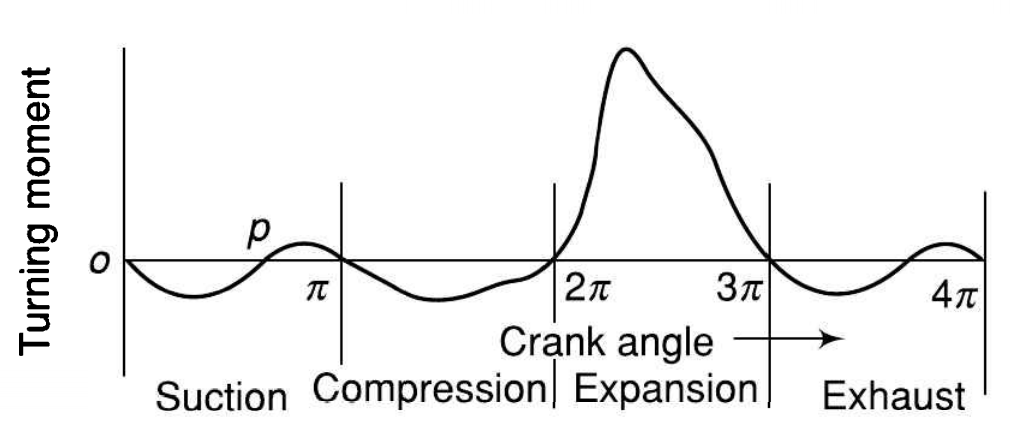 Turning moment
p
o
π
2π
3π
4π
Crank angle
Suction
Compression
Expansion
Exhaust